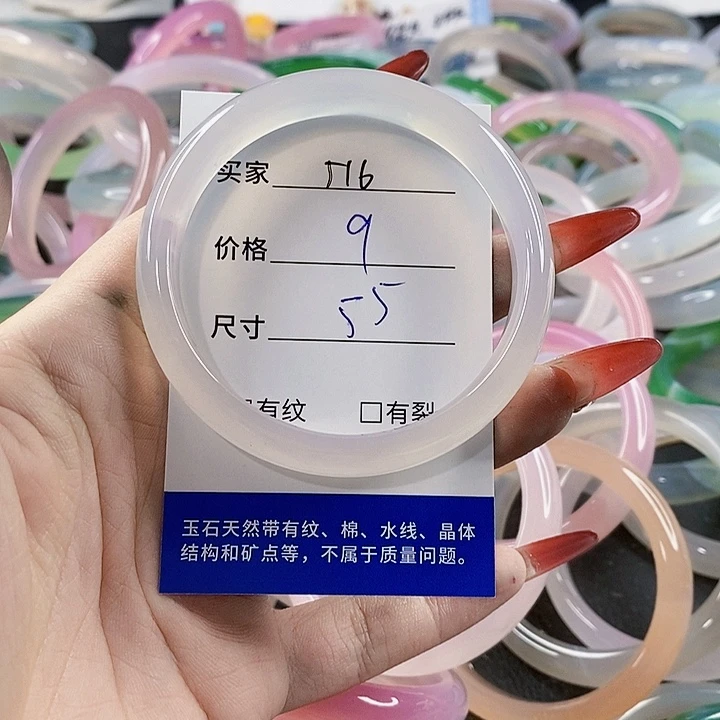 买家 716
价格 9
尺寸 55
有纹 □有裂
玉石天然带有纹、棉、水线、晶体
结构和矿点等，不属于质量问题。